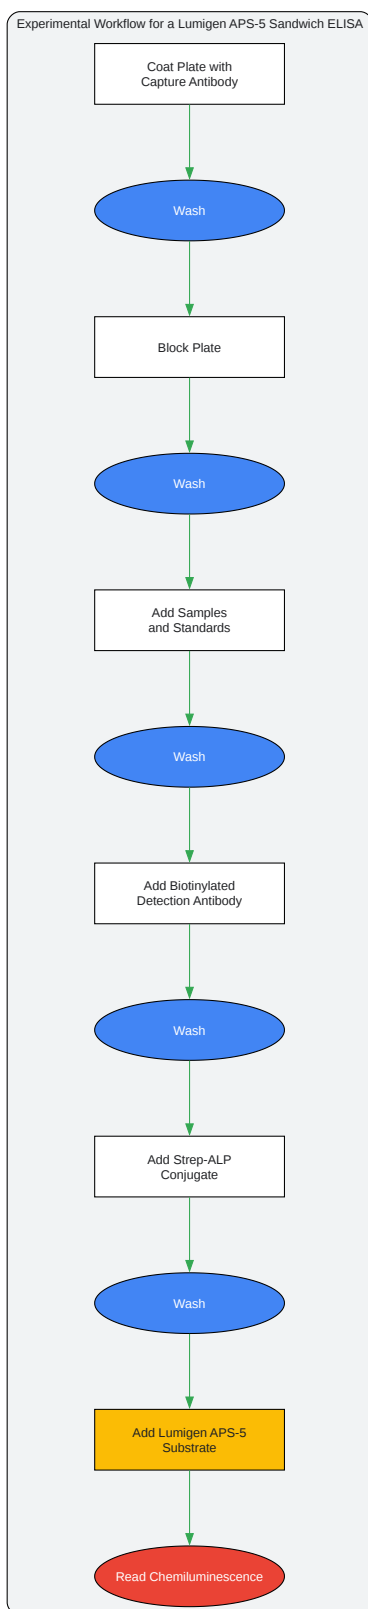 Experimental Workflow for a Lumigen APS-5 Sandwich ELISA
Coat Plate with
Capture Antibody
Wash
Block Plate
Wash
Add Samples
and Standards
Wash
Add Biotinylated
Detection Antibody
Wash
Add Strep-ALP
Conjugate
Wash
Add Lumigen APS-5
Substrate
Read Chemiluminescence